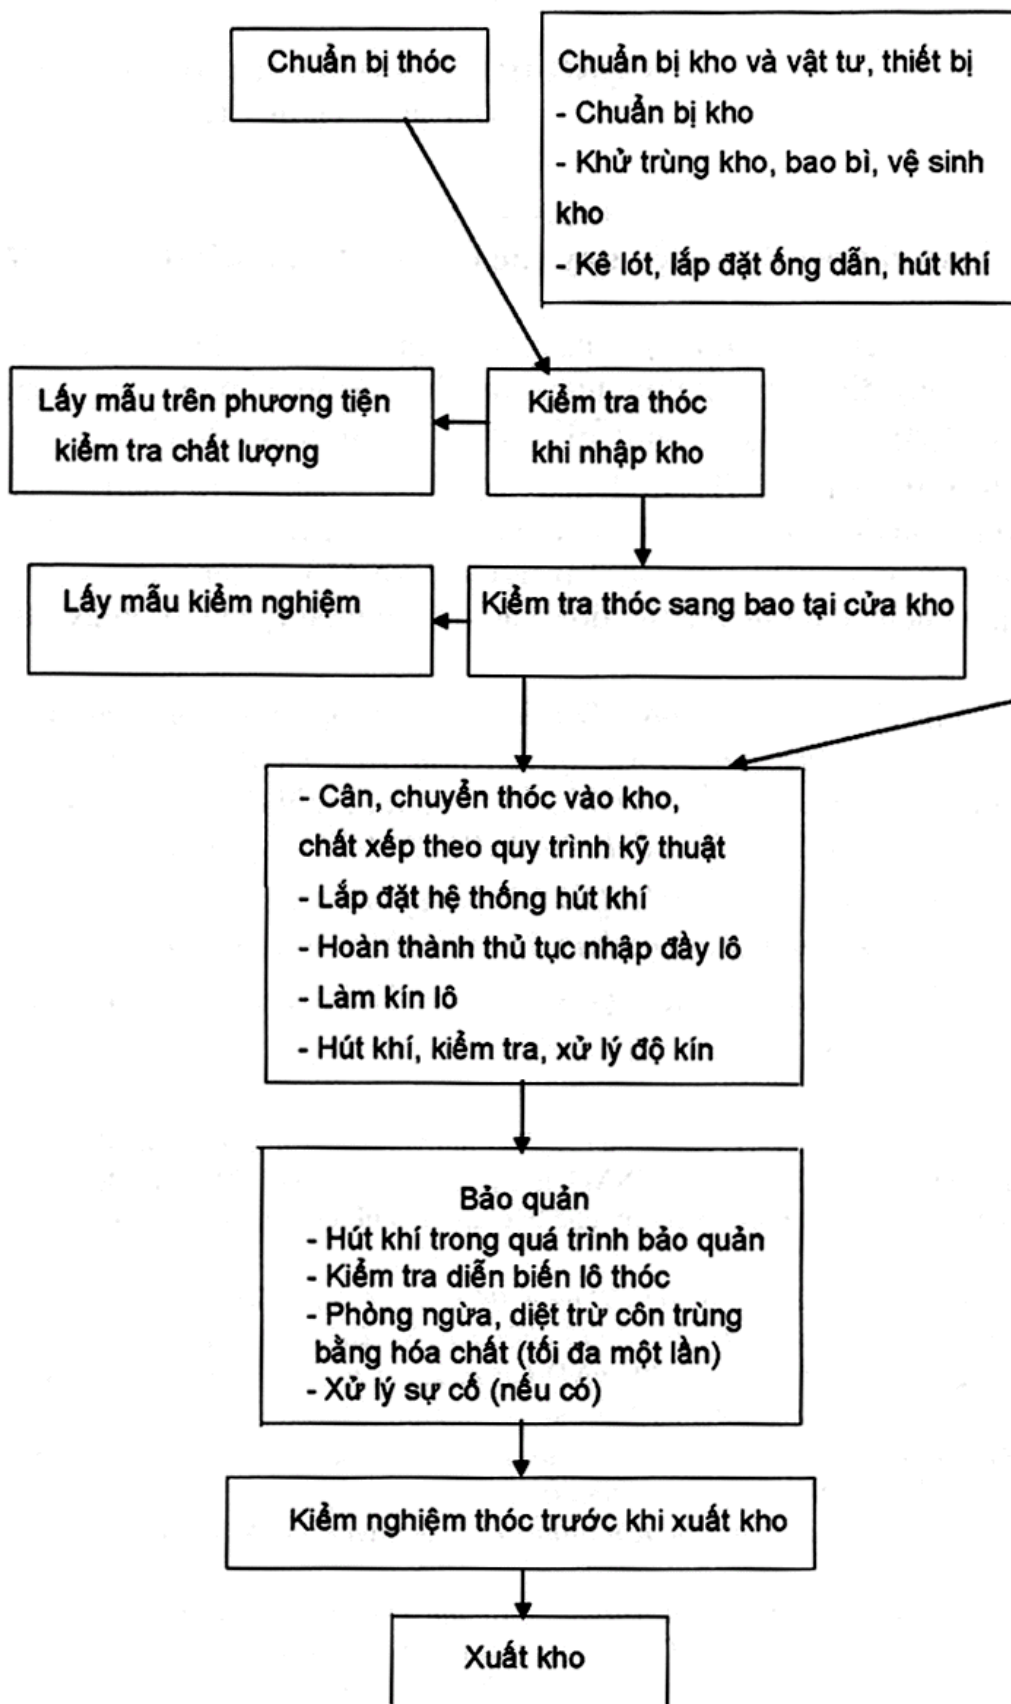 Chuẩn bị thóc
Chuẩn bị kho và vật tư, thiết bị
- Chuẩn bị kho
- Khử trùng kho, bao bì, vệ sinh
kho
- Kê lót, lắp đặt ống dẫn, hút khí
Lấy mẫu trên phương tiện
kiểm tra chất lượng
Kiểm tra thóc
khi nhập kho
Lấy mẫu kiểm nghiệm
Kiểm tra thóc sang bao tại cửa kho
- Cân, chuyển thóc vào kho,
chất xếp theo quy trình kỹ thuật
- Lắp đặt hệ thống hút khí
- Hoàn thành thủ tục nhập đầy lô
- Làm kín lô
- Hút khí, kiểm tra, xử lý độ kín
Bảo quản
- Hút khí trong quá trình bảo quản
- Kiểm tra diễn biến lô thóc
- Phòng ngừa, diệt trừ côn trùng
bằng hóa chất (tối đa một lần)
- Xử lý sự cố (nếu có)
Kiểm nghiệm thóc trước khi xuất kho
Xuất kho